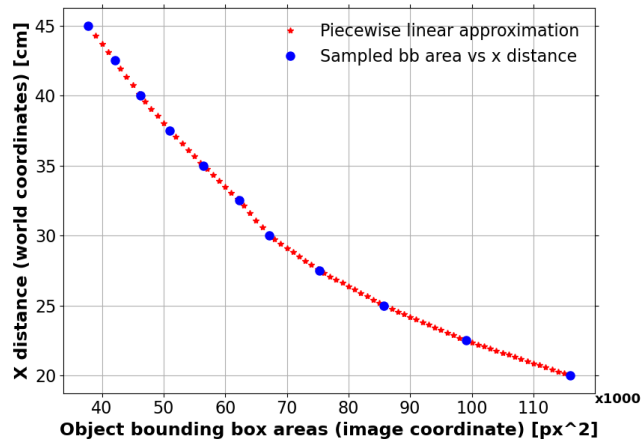 45
40
35
30
25
20
X distance (world coordinates) [cm]
Piecewise linear approximation
Sampled bb area vs x distance
40 50 60 70 80 90 100 110
x1000
Object bounding box areas (image coordinate) [px^2]